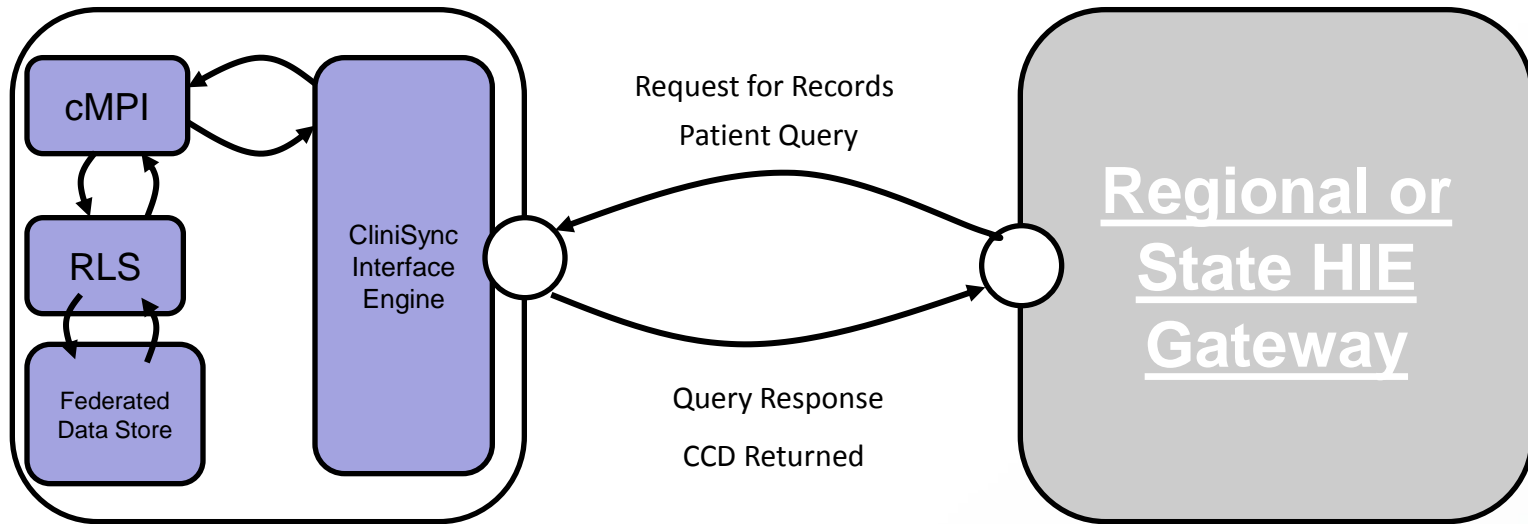 cMPI
RLS
Federated
Data Store
CliniSync
Interface
Engine
Request for Records
Patient Query
Query Response
CCD Returned
Regional or
State HIE
Gateway